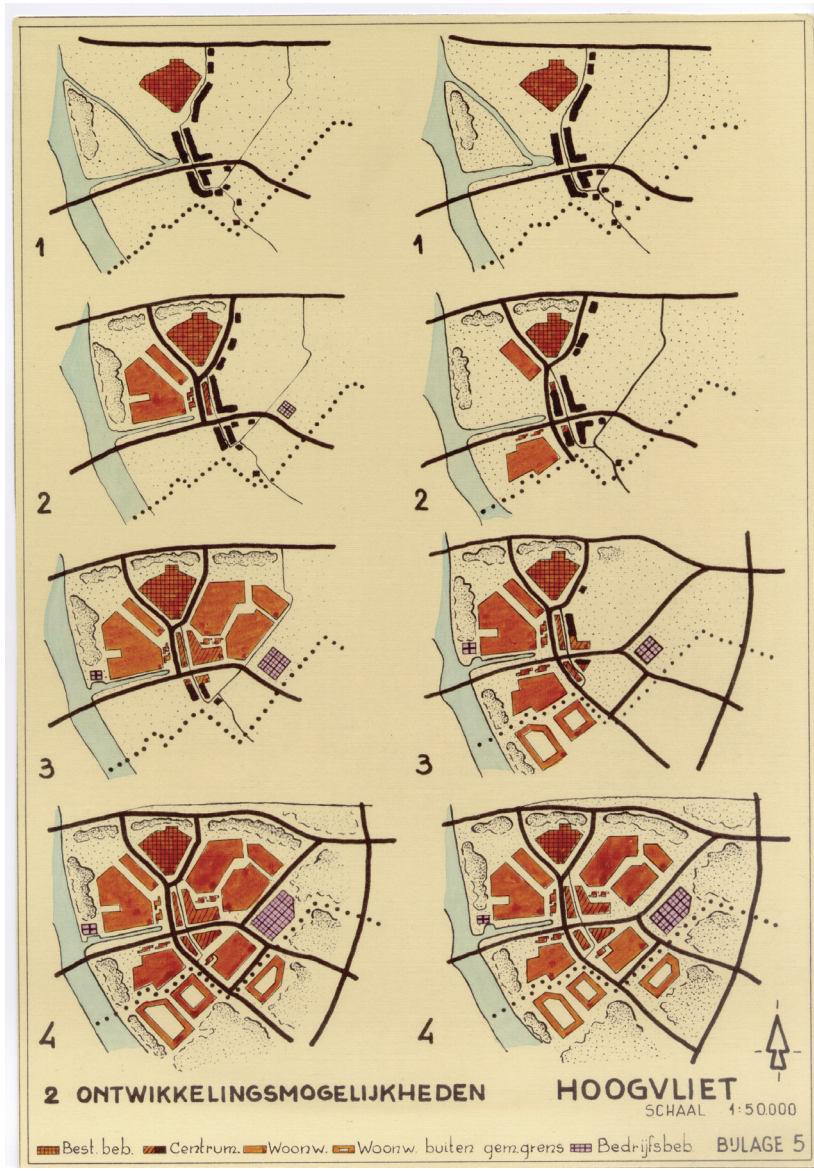 1
1
2
2
3
3
4
4
2 ONTWIKKELINGSMOGELIJKHEDEN
HOOGVLIET
SCHAAL 1:50.000
Best. beb. Centrum. Woonw. Woonw. buiten gem.grens Bedrijfsbeb BIJLAGE 5